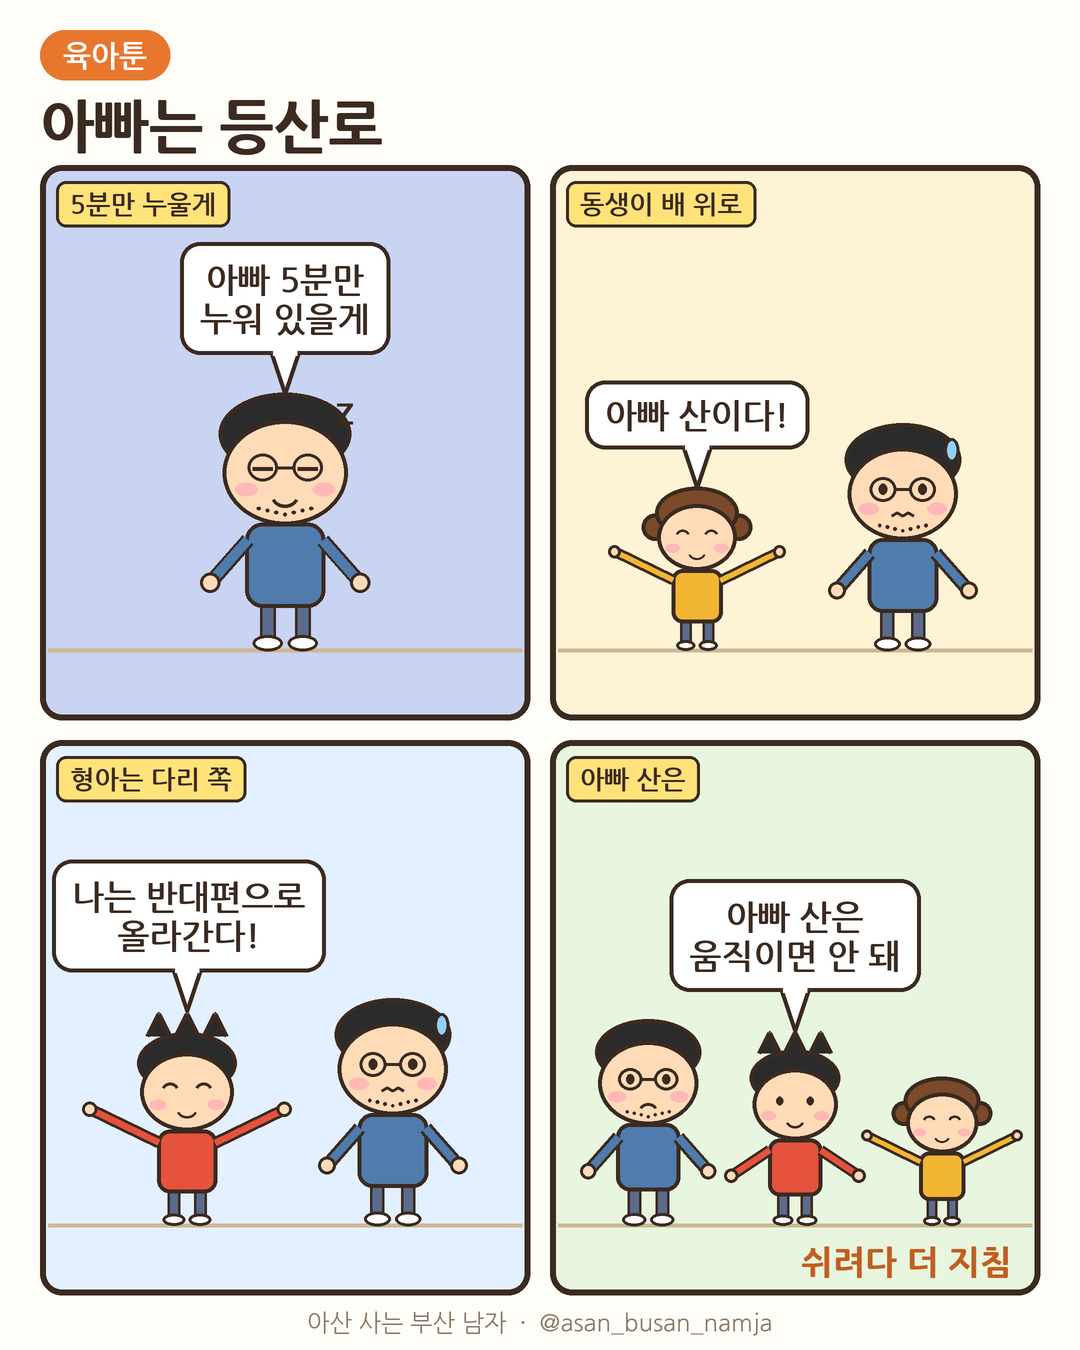 육아툰
아빠는 등산로
5분만 누울게
아빠 5분만
누워 있을게
z
동생이 배 위로
아빠 산이다!
형아는 다리 쪽
나는 반대편으로
올라간다!
아빠 산은
아빠 산은
움직이면 안 돼
쉬려다 더 지침
아산 사는 부산 남자 · @asan_busan_namja